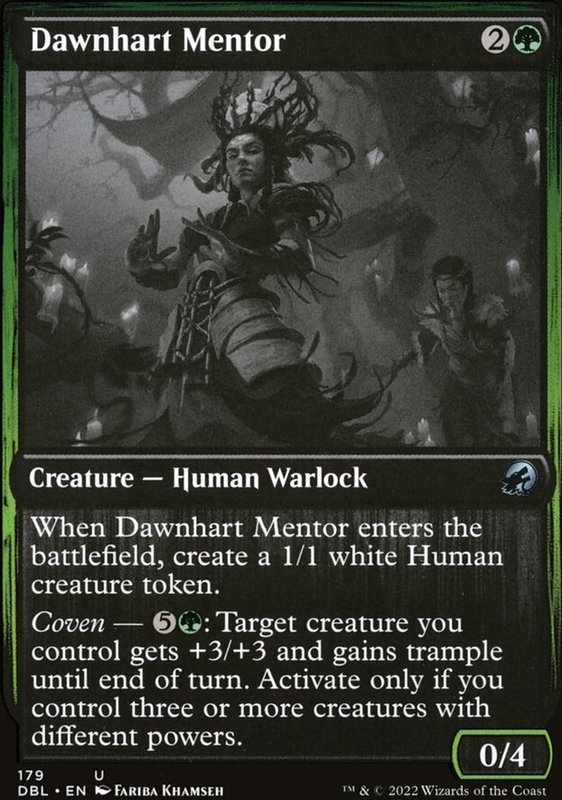 Dawnhart Mentor 2
Creature — Human Warlock
When Dawnhart Mentor enters the
battlefield, create a 1/1 white Human
creature token.
Coven — 5: Target creature you
control gets +3/+3 and gains trample
until end of turn. Activate only if you
control three or more creatures with
different powers.
0/4
179 U
DBL • EN Fariba Khamseh
™ & © 2022 Wizards of the Coast